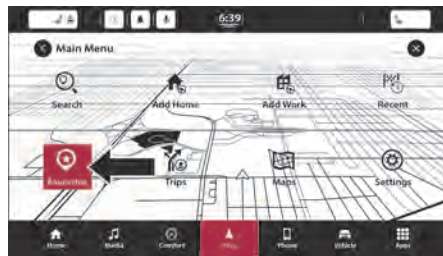 6:39
Main Menu
Search Add Home Add Work Recent
Favorites Trips Maps Settings
Home Media Comfort Nav Phone Vehicle Apps